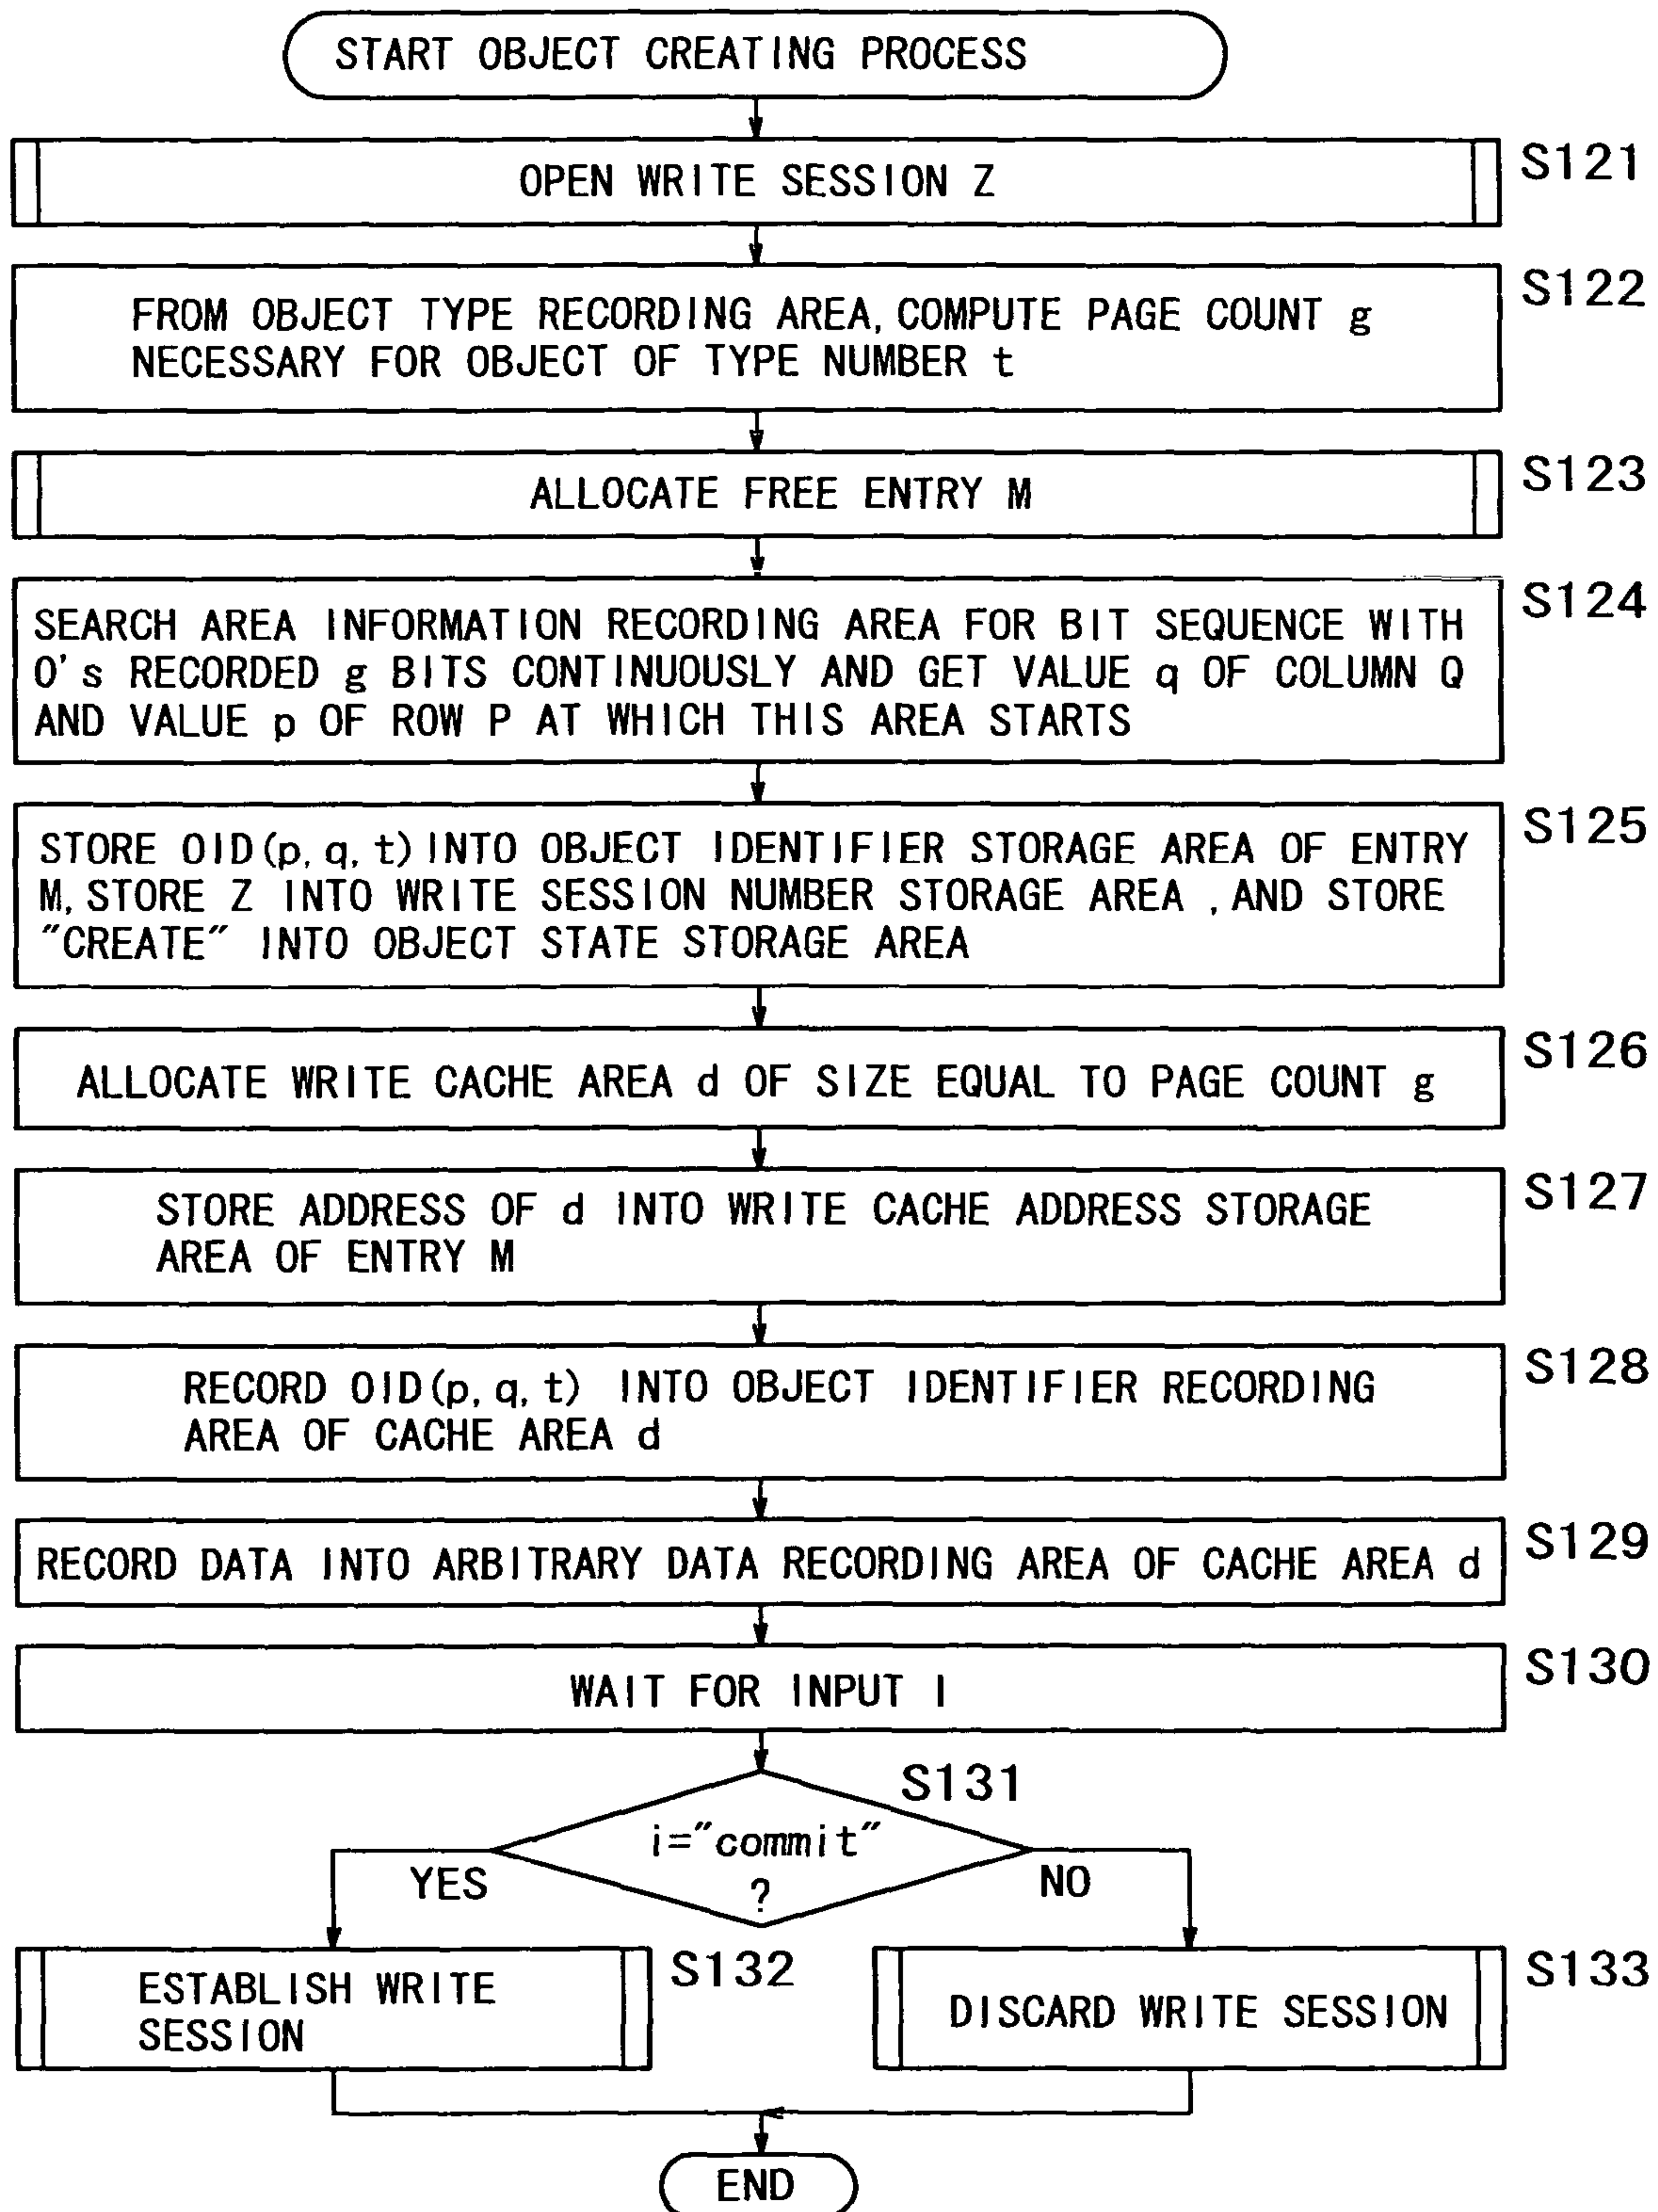 START OBJECT CREATING PROCESS
OPEN WRITE SESSION Z
S121
FROM OBJECT TYPE RECORDING AREA, COMPUTE PAGE COUNT g
NECESSARY FOR OBJECT OF TYPE NUMBER t
S122
ALLOCATE FREE ENTRY M
S123
SEARCH AREA INFORMATION RECORDING AREA FOR BIT SEQUENCE WITH
0's RECORDED g BITS CONTINUOUSLY AND GET VALUE q OF COLUMN Q
AND VALUE p OF ROW P AT WHICH THIS AREA STARTS
S124
STORE OID(p, q, t) INTO OBJECT IDENTIFIER STORAGE AREA OF ENTRY
M, STORE Z INTO WRITE SESSION NUMBER STORAGE AREA , AND STORE
"CREATE" INTO OBJECT STATE STORAGE AREA
S125
ALLOCATE WRITE CACHE AREA d OF SIZE EQUAL TO PAGE COUNT g
S126
STORE ADDRESS OF d INTO WRITE CACHE ADDRESS STORAGE
AREA OF ENTRY M
S127
RECORD OID(p, q, t) INTO OBJECT IDENTIFIER RECORDING
AREA OF CACHE AREA d
S128
RECORD DATA INTO ARBITRARY DATA RECORDING AREA OF CACHE AREA d
S129
WAIT FOR INPUT I
S130
S131
i="commit"
?
YES
NO
ESTABLISH WRITE
SESSION
S132
DISCARD WRITE SESSION
S133
END